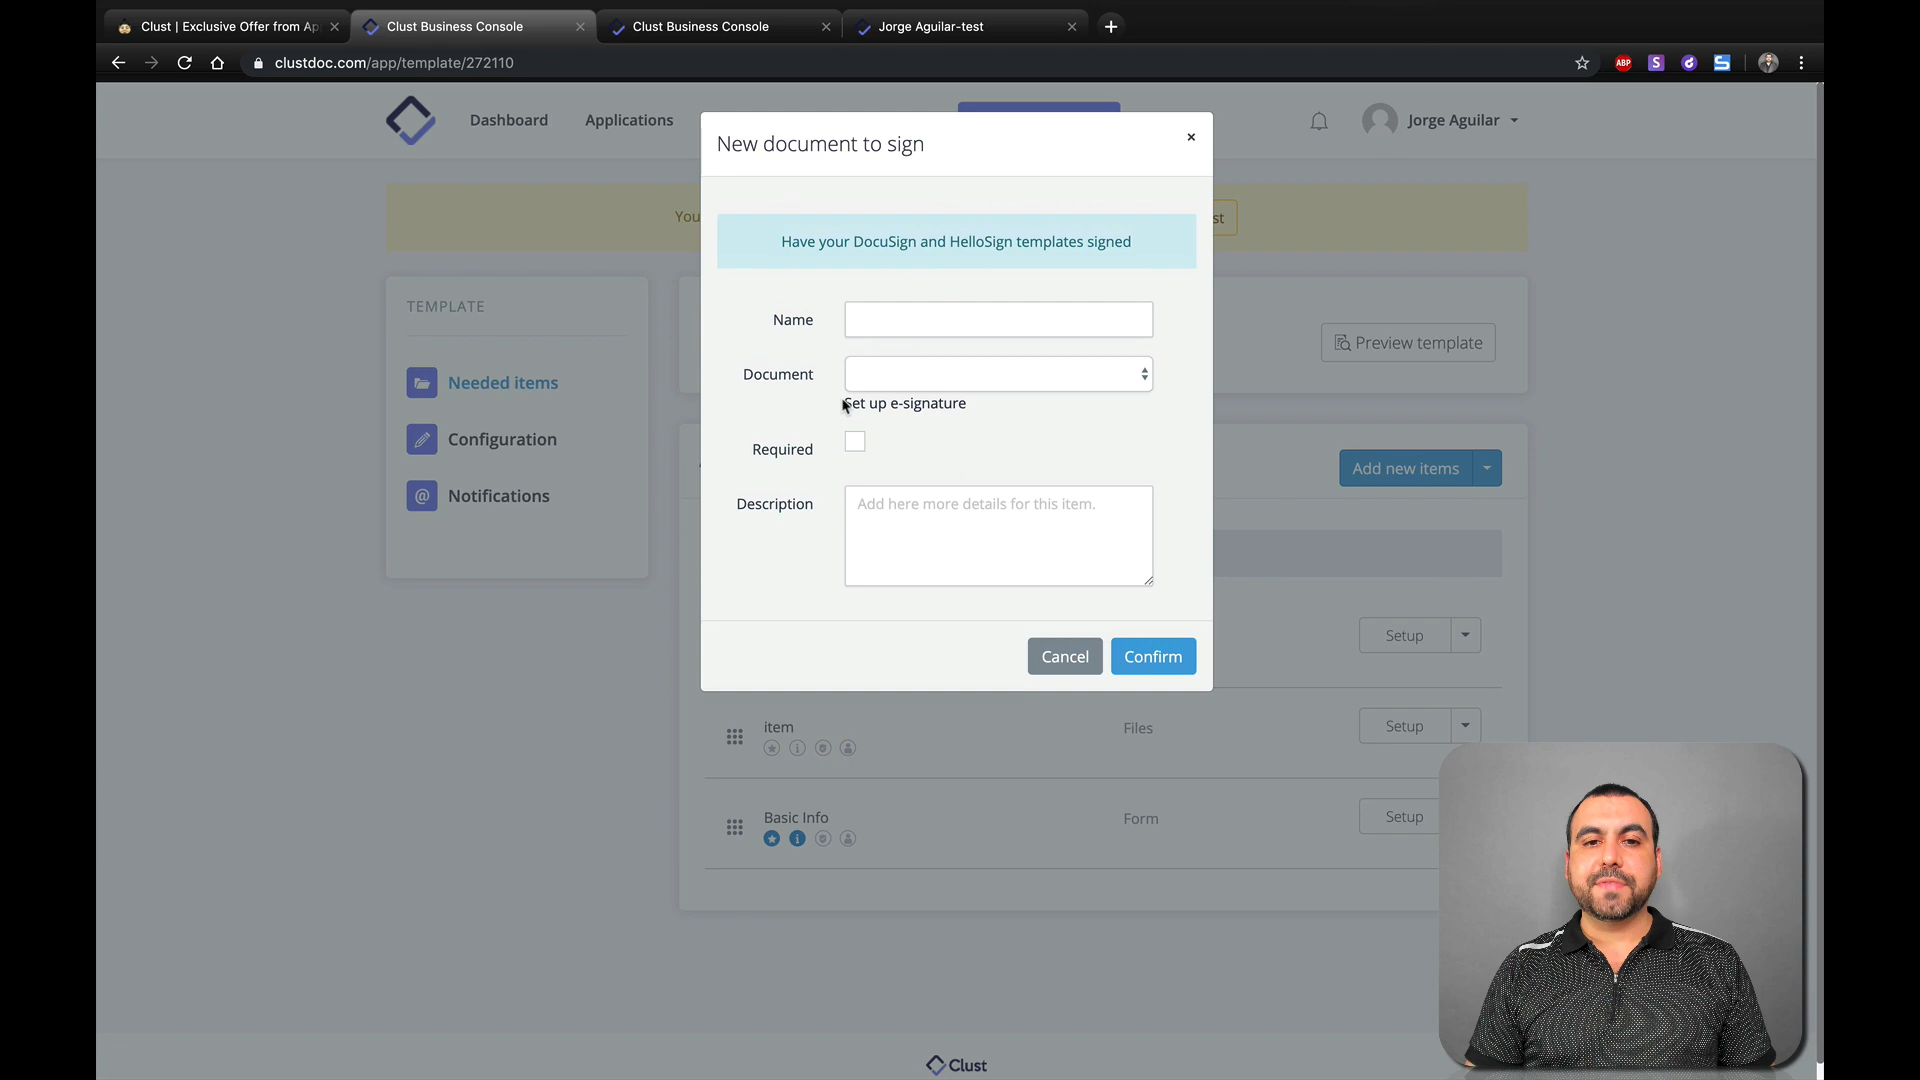 Clust | Exclusive Offer from Ap
Clust Business Console
Clust Business Console
Jorge Aguilar-test
clustdoc.com/app/template/272110
ABP
Dashboard
Applications
Jorge Aguilar
New document to sign
×
You
st
Have your DocuSign and HelloSign templates signed
TEMPLATE
Needed items
Configuration
Notifications
Name
Document
Set up e-signature
Required
Description
Add here more details for this item.
Cancel
Confirm
Preview template
Add new items
Setup
item
Files
Setup
Basic Info
Form
Setup
Clust